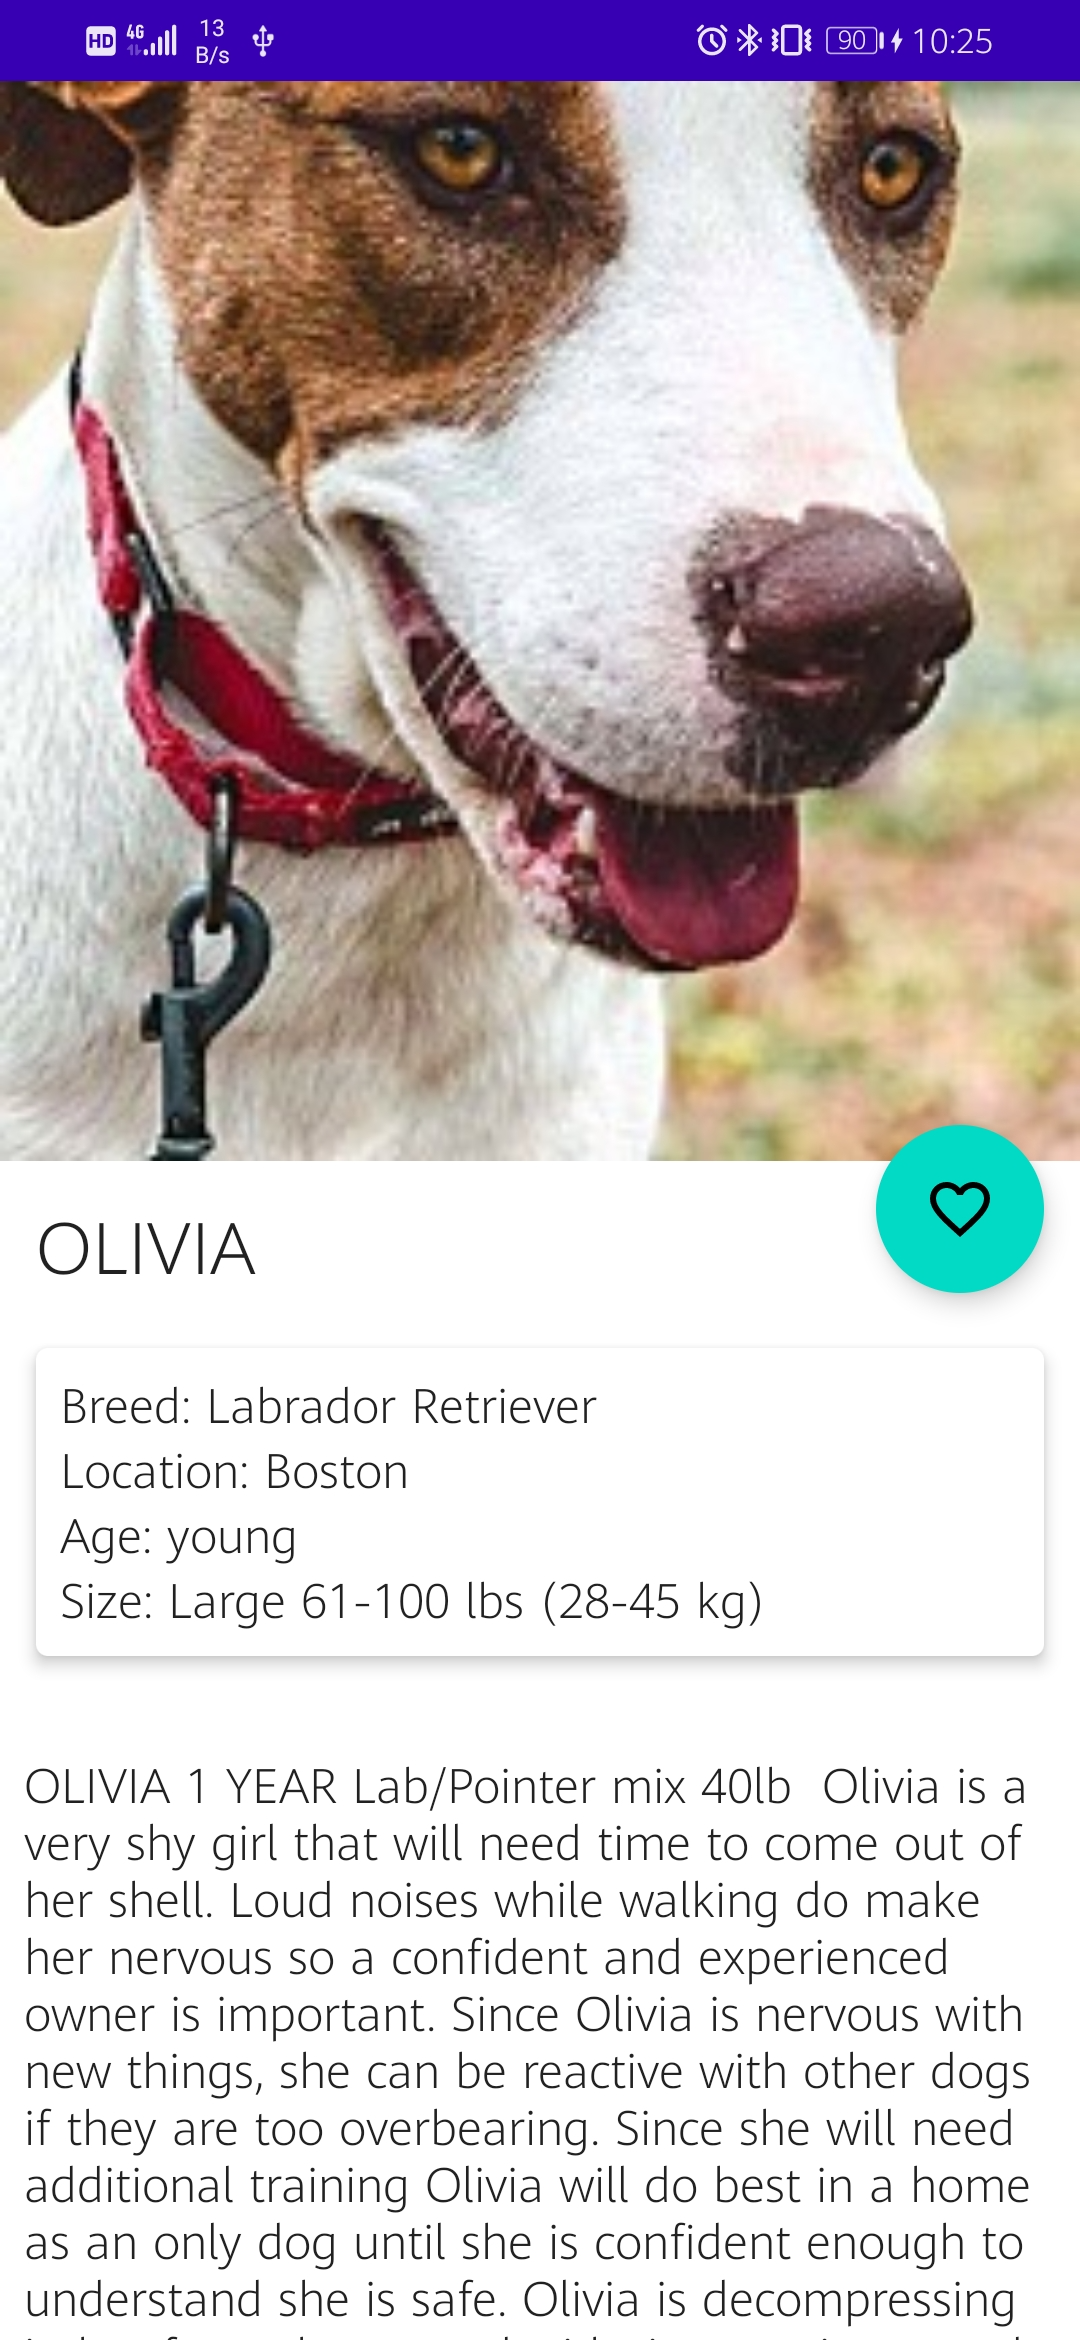 HD 4G 13 B/s 90 10:25
OLIVIA
Breed: Labrador Retriever
Location: Boston
Age: young
Size: Large 61-100 lbs (28-45 kg)
OLIVIA 1 YEAR Lab/Pointer mix 40lb  Olivia is a
very shy girl that will need time to come out of
her shell. Loud noises while walking do make
her nervous so a confident and experienced
owner is important. Since Olivia is nervous with
new things, she can be reactive with other dogs
if they are too overbearing. Since she will need
additional training Olivia will do best in a home
as an only dog until she is confident enough to
understand she is safe. Olivia is decompressing